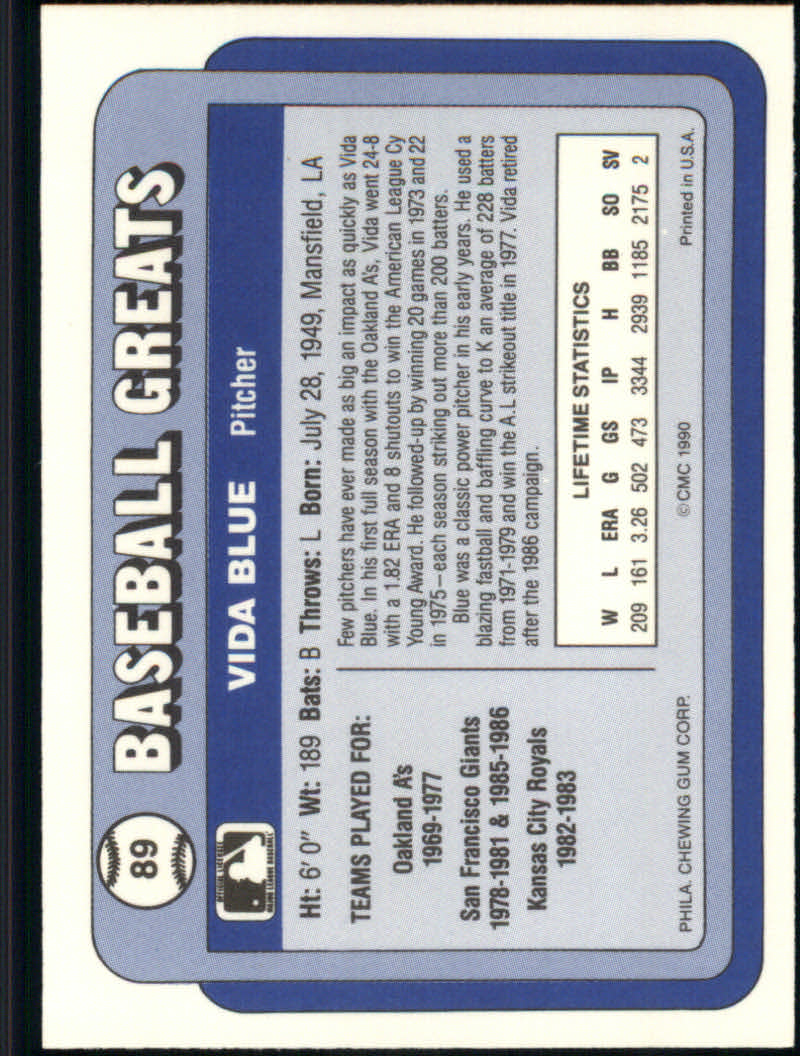 89
BASEBALL GREATS
VIDA BLUE Pitcher
Ht: 6' 0" Wt: 189 Bats: B Throws: L Born: July 28, 1949, Mansfield, LA
TEAMS PLAYED FOR:
Oakland A's
1969-1977
San Francisco Giants
1978-1981 & 1985-1986
Kansas City Royals
1982-1983
Few pitchers have ever made as big an impact as quickly as Vida
Blue. In his first full season with the Oakland A's, Vida went 24-8
with a 1.82 ERA and 8 shutouts to win the American League Cy
Young Award. He followed-up by winning 20 games in 1973 and 22
in 1975—each season striking out more than 200 batters.
Blue was a classic power pitcher in his early years. He used a
blazing fastball and baffling curve to K an average of 228 batters
from 1971-1979 and win the A.L strikeout title in 1977. Vida retired
after the 1986 campaign.
LIFETIME STATISTICS
W L ERA G GS IP H BB SO SV
209 161 3.26 502 473 3344 2939 1185 2175 2
PHILA. CHEWING GUM CORP. ©CMC 1990 Printed in U.S.A.